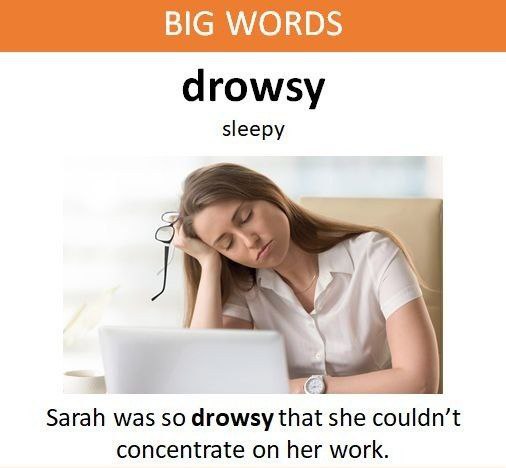 BIG WORDS
drowsy
sleepy
Sarah was so drowsy that she couldn’t
concentrate on her work.